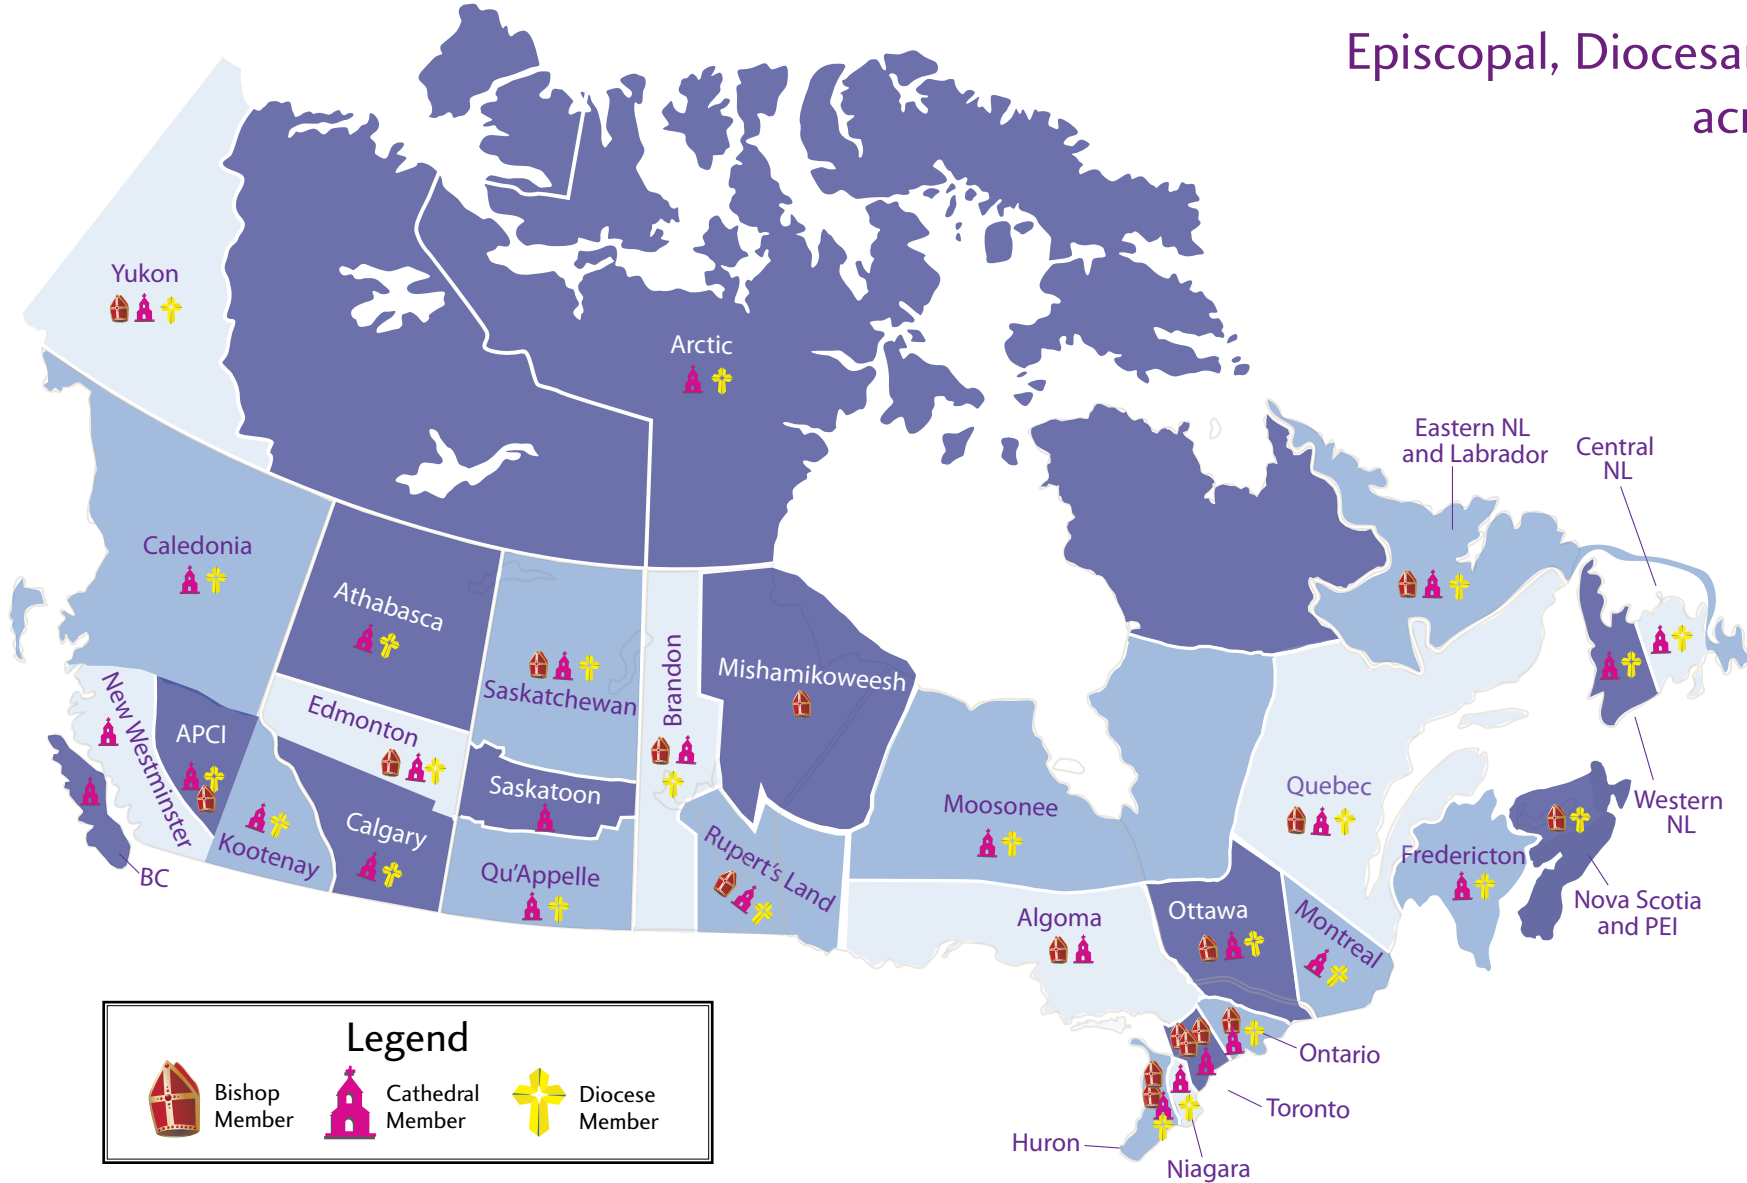 Episcopal, Diocesan
acr
Yukon
Arctic
Eastern NL
and Labrador
Central
NL
Caledonia
Athabasca
Saskatchewan
Brandon
Mishamikoweesh
New Westminster
APCI
Edmonton
Saskatoon
Moosonee
Quebec
Western
NL
Calgary
Kootenay
BC
Qu'Appelle
Rupert's Land
Fredericton
Nova Scotia
and PEI
Algoma
Ottawa
Montreal
Ontario
Toronto
Huron
Niagara
Legend
Bishop
Member
Cathedral
Member
Diocese
Member